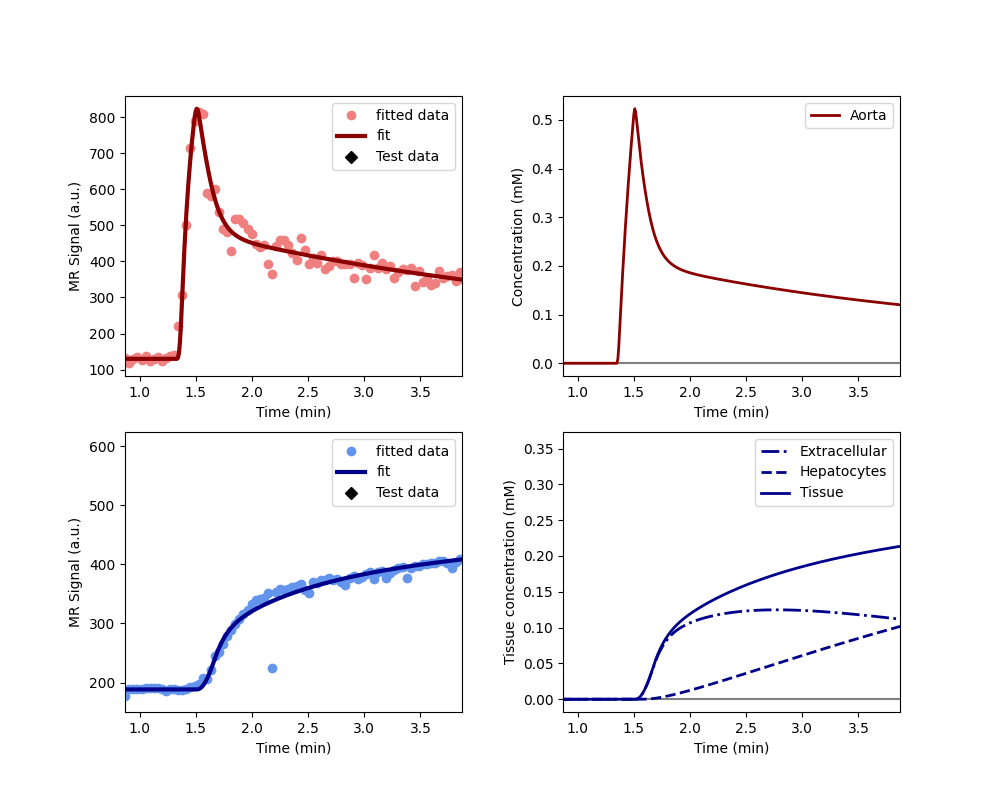 MR Signal (a.u.)
800
700
600
500
400
300
200
100
1.0 1.5 2.0 2.5 3.0 3.5
Time (min)
fitted data
fit
Test data
Concentration (mM)
0.5
0.4
0.3
0.2
0.1
0.0
1.0 1.5 2.0 2.5 3.0 3.5
Time (min)
Aorta
MR Signal (a.u.)
600
500
400
300
200
1.0 1.5 2.0 2.5 3.0 3.5
Time (min)
fitted data
fit
Test data
Tissue concentration (mM)
0.35
0.30
0.25
0.20
0.15
0.10
0.05
0.00
1.0 1.5 2.0 2.5 3.0 3.5
Time (min)
Extracellular
Hepatocytes
Tissue